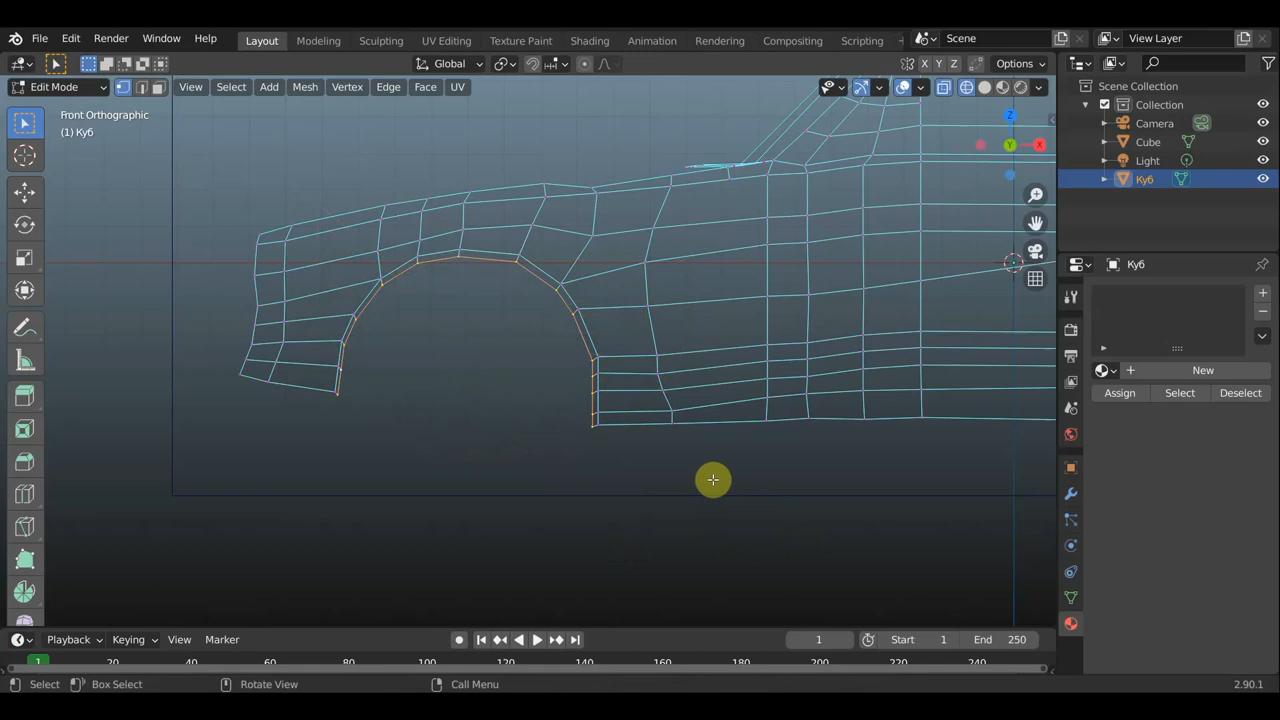 File Edit Render Window Help Layout Modeling Sculpting UV Editing Texture Paint Shading Animation Rendering Compositing Scripting + Scene View Layer
Global Options
Edit Mode View Select Add Mesh Vertex Edge Face UV
Front Orthographic
(1) Куб
X Y Z
Z
Y
X
Scene Collection
Collection
Camera
Cube
Light
Куб
Куб
New
Assign Select Deselect
Playback Keying View Marker 1 Start 1 End 250
1 20 40 60 80 100 120 140 160 180 200 220 240
Select Box Select Rotate View Call Menu 2.90.1